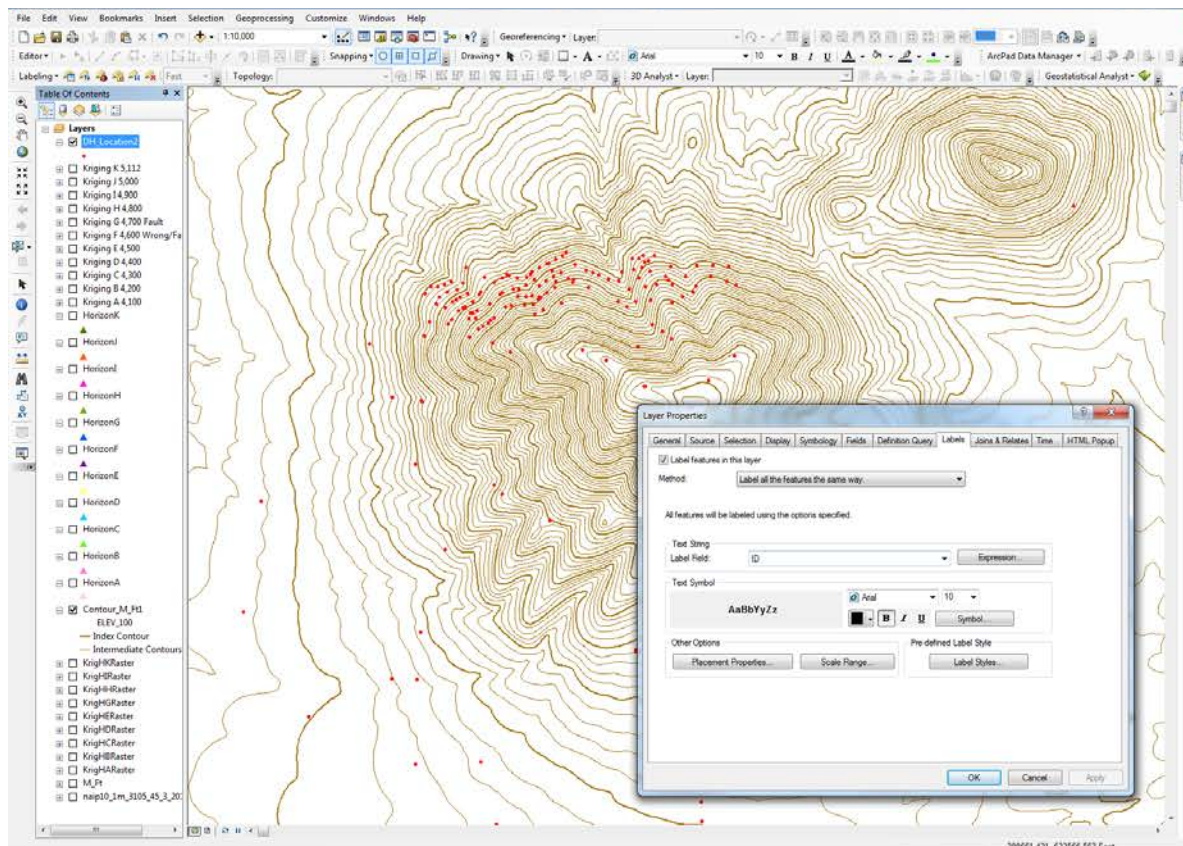 File Edit View Bookmarks Insert Selection Geoprocessing Customize Windows Help
1:10,000 Georeferencing Layer:
Editor Snapping Drawing A Arial 10 B I U A ArcPad Data Manager
Labeling Fast Topology: 3D Analyst Layer: Geostatistical Analyst
Table Of Contents
Layers
DH_Location2
Kriging K 5,112
Kriging J 5,000
Kriging I 4,900
Kriging H 4,800
Kriging G 4,700 Fault
Kriging F 4,600 Wrong/Fa
Kriging E 4,500
Kriging D 4,400
Kriging C 4,300
Kriging B 4,200
Kriging A 4,100
HorizonK
HorizonJ
HorizonI
HorizonH
HorizonG
HorizonF
HorizonE
HorizonD
HorizonC
HorizonB
HorizonA
Contour_M_Ft1
ELEV_100
Index Contour
Intermediate Contours
KrigHKRaster
KrigHIRaster
KrigHHRaster
KrigHGRaster
KrigHERaster
KrigHDRaster
KrigHCRaster
KrigHBRaster
KrigHARaster
M_Ft
naip10_1m_3105_45_3_20
Layer Properties
General Source Selection Display Symbology Fields Definition Query Labels Joins & Relates Time HTML Popup
Label features in this layer
Method: Label all the features the same way.
All features will be labeled using the options specified.
Text String
Label Field: ID Expression...
Text Symbol
AaBbYyZz
Arial 10
B I U Symbol...
Other Options Pre-defined Label Style
Placement Properties... Scale Range... Label Styles...
OK Cancel Apply